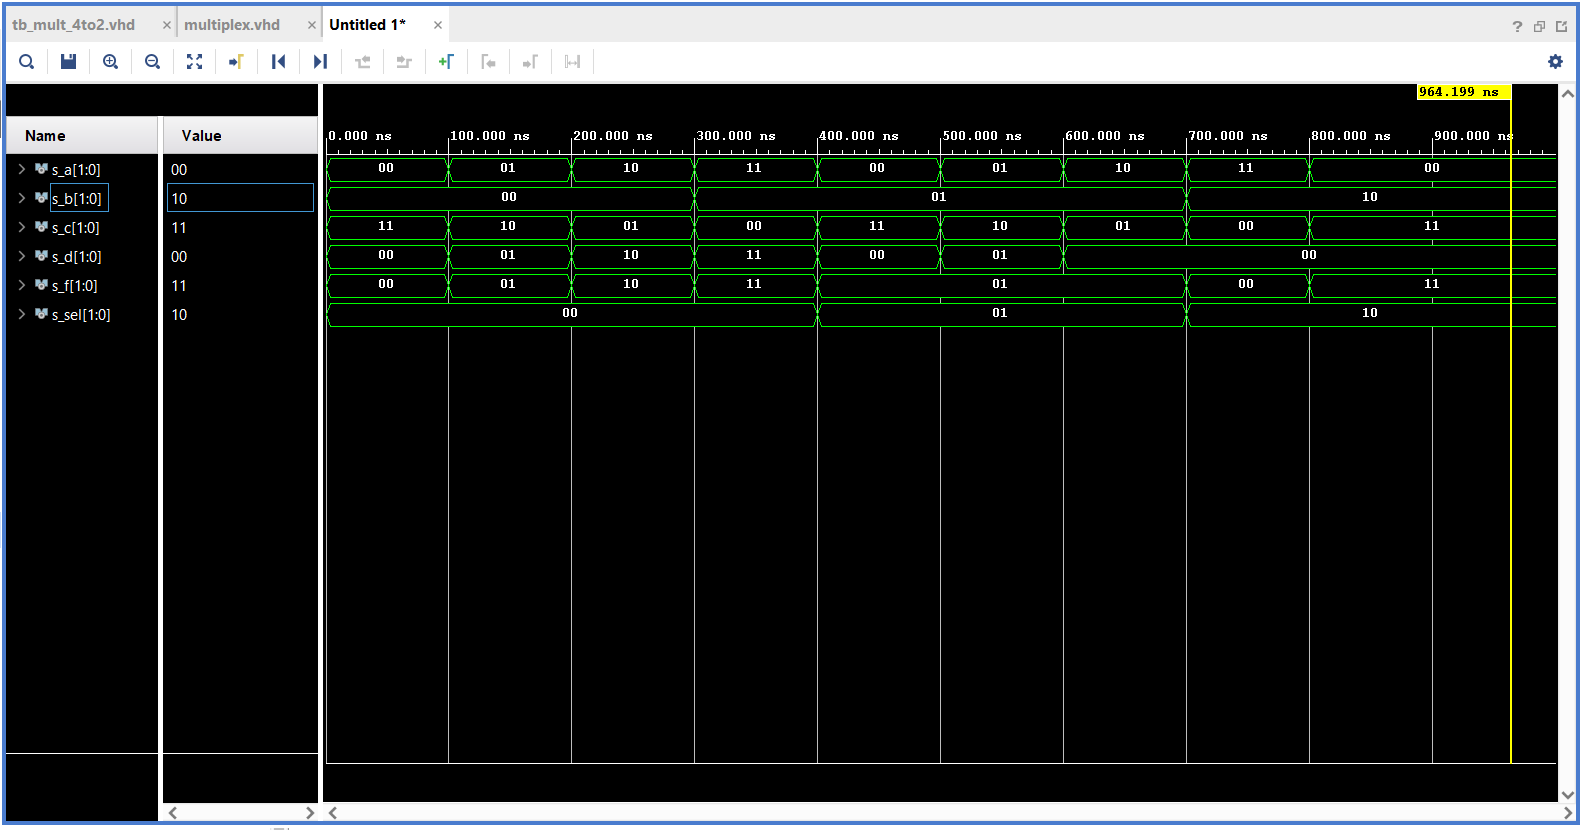 tb_mult_4to2.vhd × multiplex.vhd × Untitled 1* × ?
964.199 ns
Name Value 0.000 ns 100.000 ns 200.000 ns 300.000 ns 400.000 ns 500.000 ns 600.000 ns 700.000 ns 800.000 ns 900.000 ns
s_a[1:0] 00 00 01 10 11 00 01 10 11 00
s_b[1:0] 10 00 01 10
s_c[1:0] 11 11 10 01 00 11 10 01 00 11
s_d[1:0] 00 00 01 10 11 00 01 00
s_f[1:0] 11 00 01 10 11 01 00 11
s_sel[1:0] 10 00 01 10